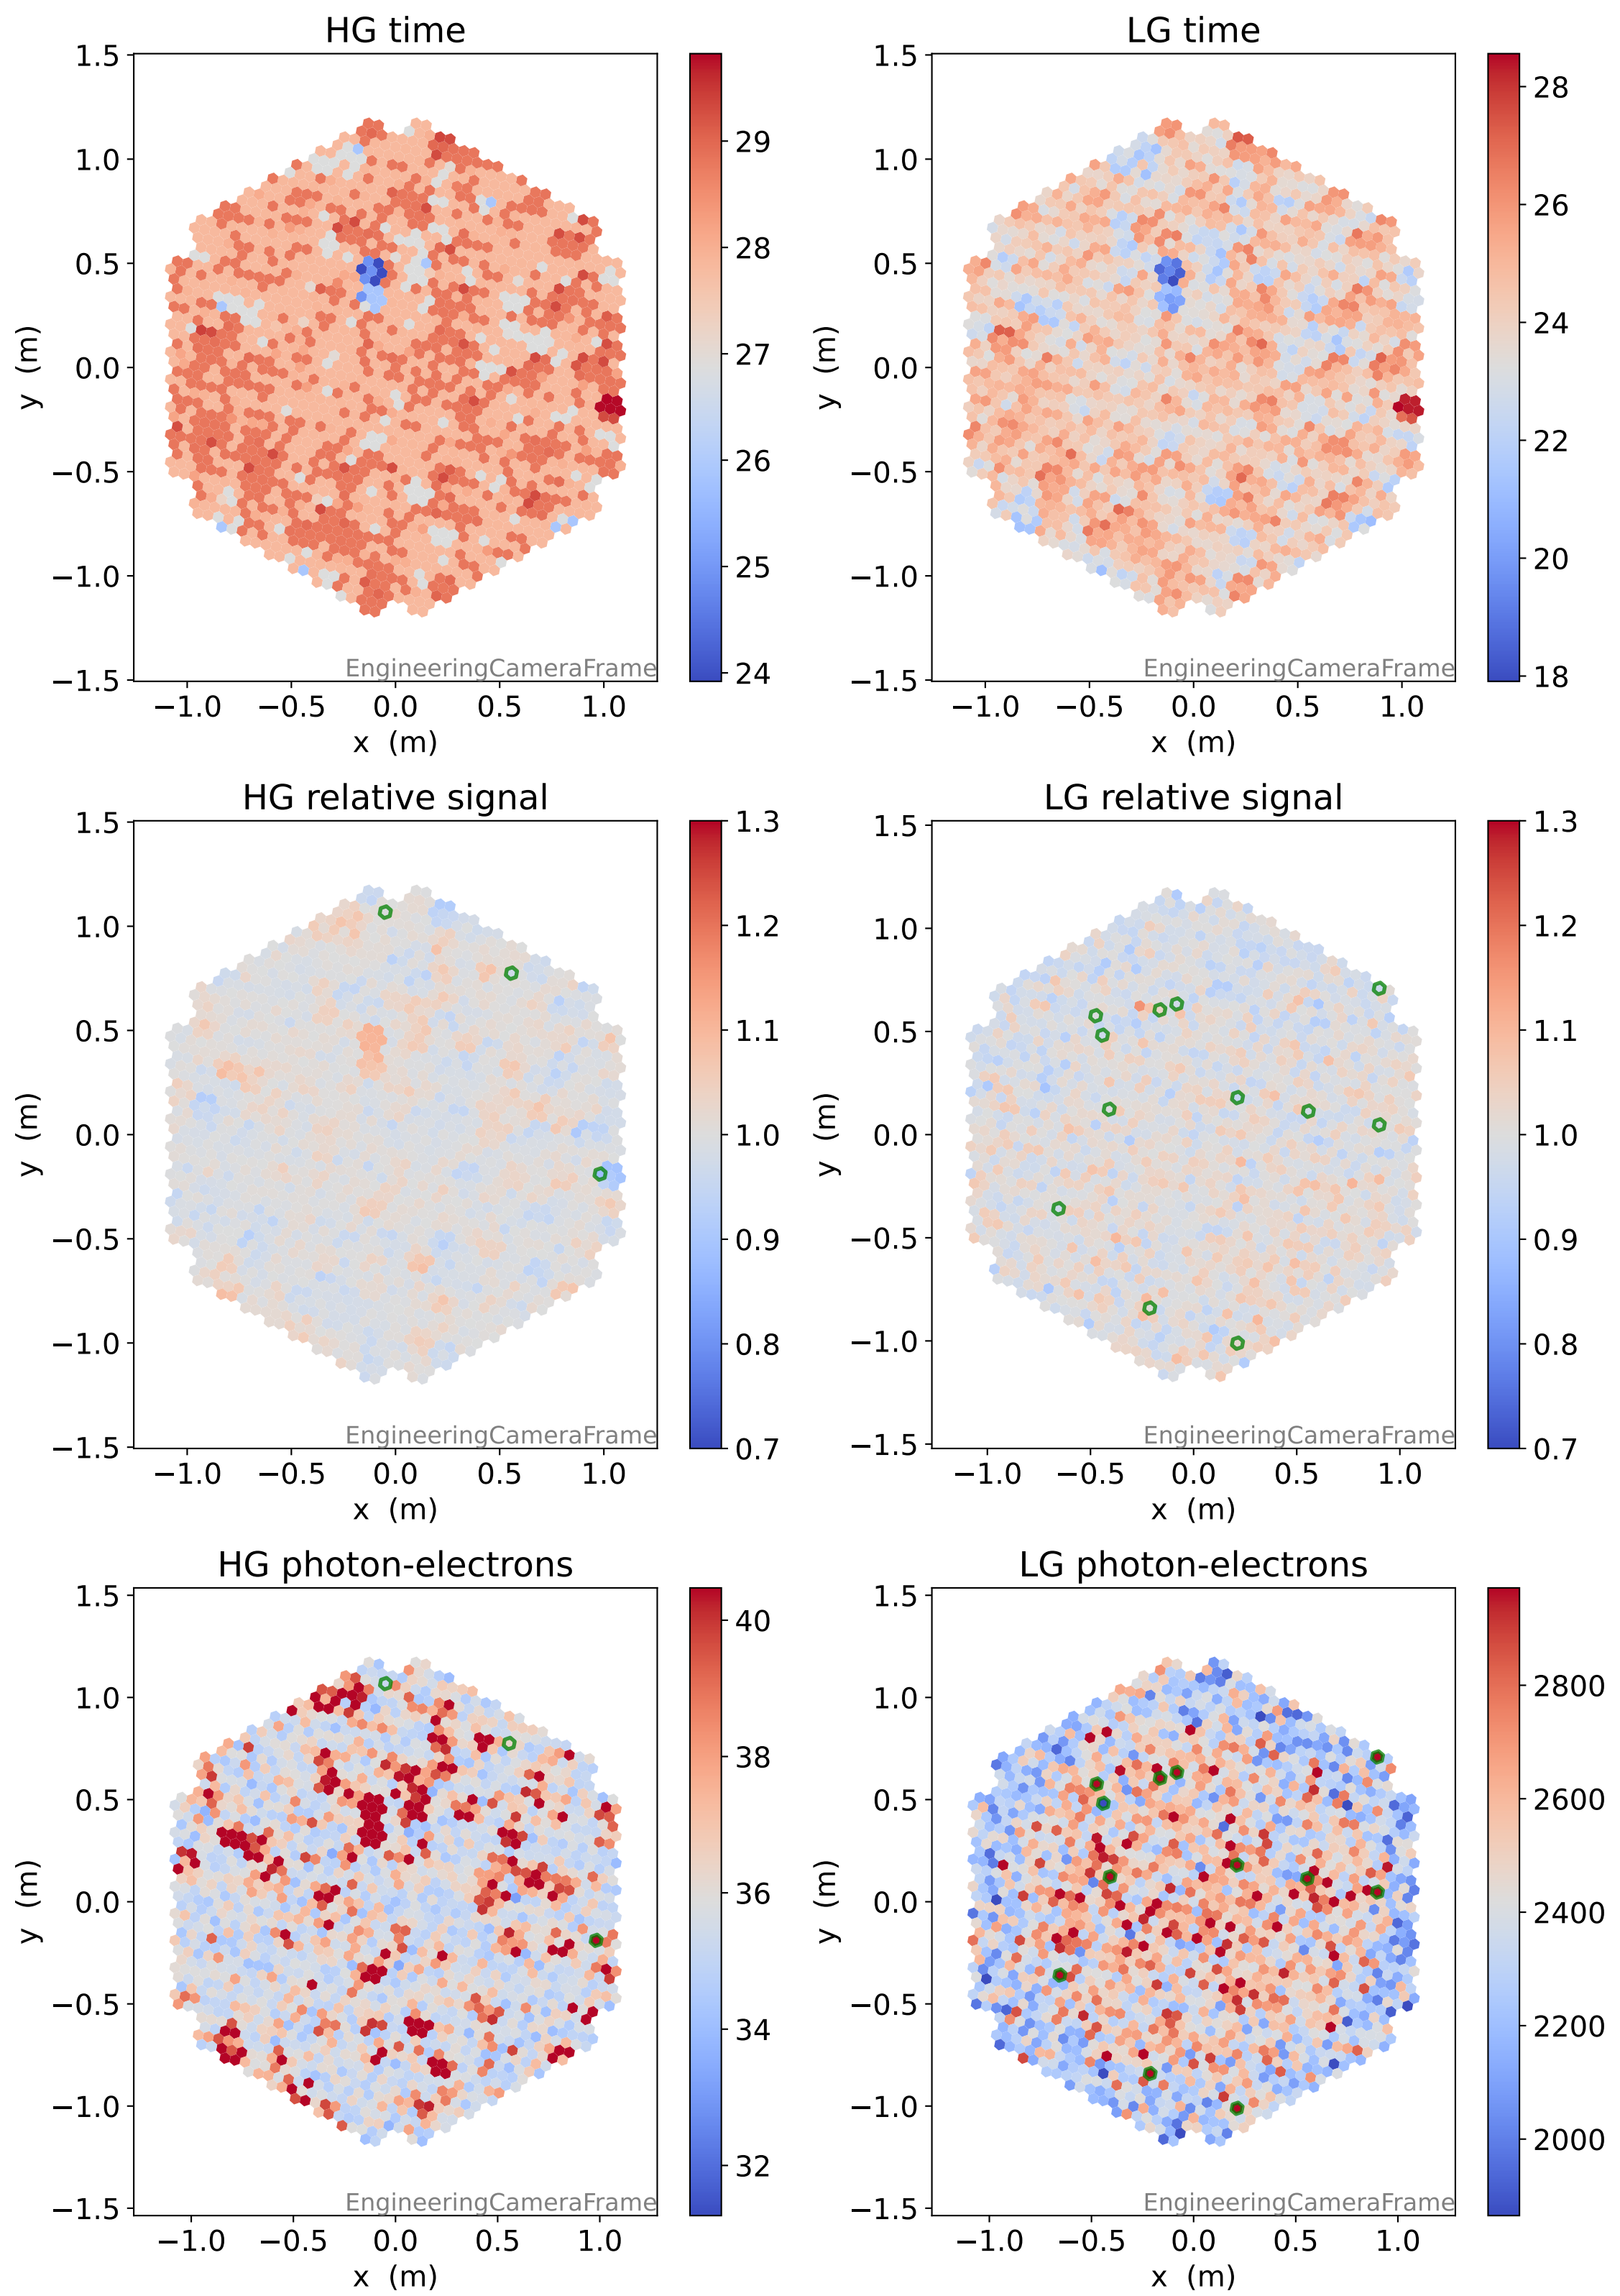 HG time
LG time
1.5
1.0
0.5
0.0
−0.5
−1.0
−1.5
y (m)
−1.0 −0.5 0.0 0.5 1.0
x (m)
EngineeringCameraFrame
29
28
27
26
25
24
1.5
1.0
0.5
0.0
−0.5
−1.0
−1.5
y (m)
−1.0 −0.5 0.0 0.5 1.0
x (m)
EngineeringCameraFrame
28
26
24
22
20
18
HG relative signal
LG relative signal
1.5
1.0
0.5
0.0
−0.5
−1.0
−1.5
y (m)
−1.0 −0.5 0.0 0.5 1.0
x (m)
EngineeringCameraFrame
1.3
1.2
1.1
1.0
0.9
0.8
0.7
1.5
1.0
0.5
0.0
−0.5
−1.0
−1.5
y (m)
−1.0 −0.5 0.0 0.5 1.0
x (m)
EngineeringCameraFrame
1.3
1.2
1.1
1.0
0.9
0.8
0.7
HG photon-electrons
LG photon-electrons
1.5
1.0
0.5
0.0
−0.5
−1.0
−1.5
y (m)
−1.0 −0.5 0.0 0.5 1.0
x (m)
EngineeringCameraFrame
40
38
36
34
32
1.5
1.0
0.5
0.0
−0.5
−1.0
−1.5
y (m)
−1.0 −0.5 0.0 0.5 1.0
x (m)
EngineeringCameraFrame
2800
2600
2400
2200
2000